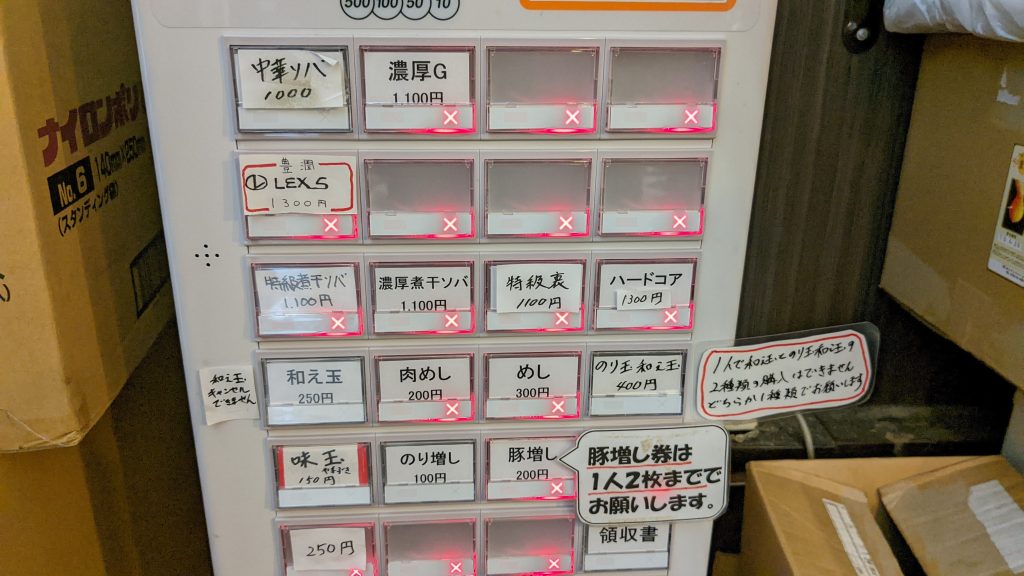 500 100 50 10
中華ソバ
1000
濃厚G
1,100円
豊潤
LEX5
1300円
特級煮干ソバ
1,100円
濃厚煮干ソバ
1,100円
特級裏
1100円
ハードコア
1300円
和え玉
キャンセル
できません
和え玉
250円
肉めし
200円
めし
300円
のり玉 和え玉
400円
1人で和え玉とのり玉和え玉の
2種類の購入はできません
どちらか1種類でお願いします
味玉
150円
のり増し
100円
豚増し
200円
豚増し券は
1人2枚までで
お願いします。
250円
領収書
ナイロンポリ
No.6 140mm×250mm
(スタンディング袋)